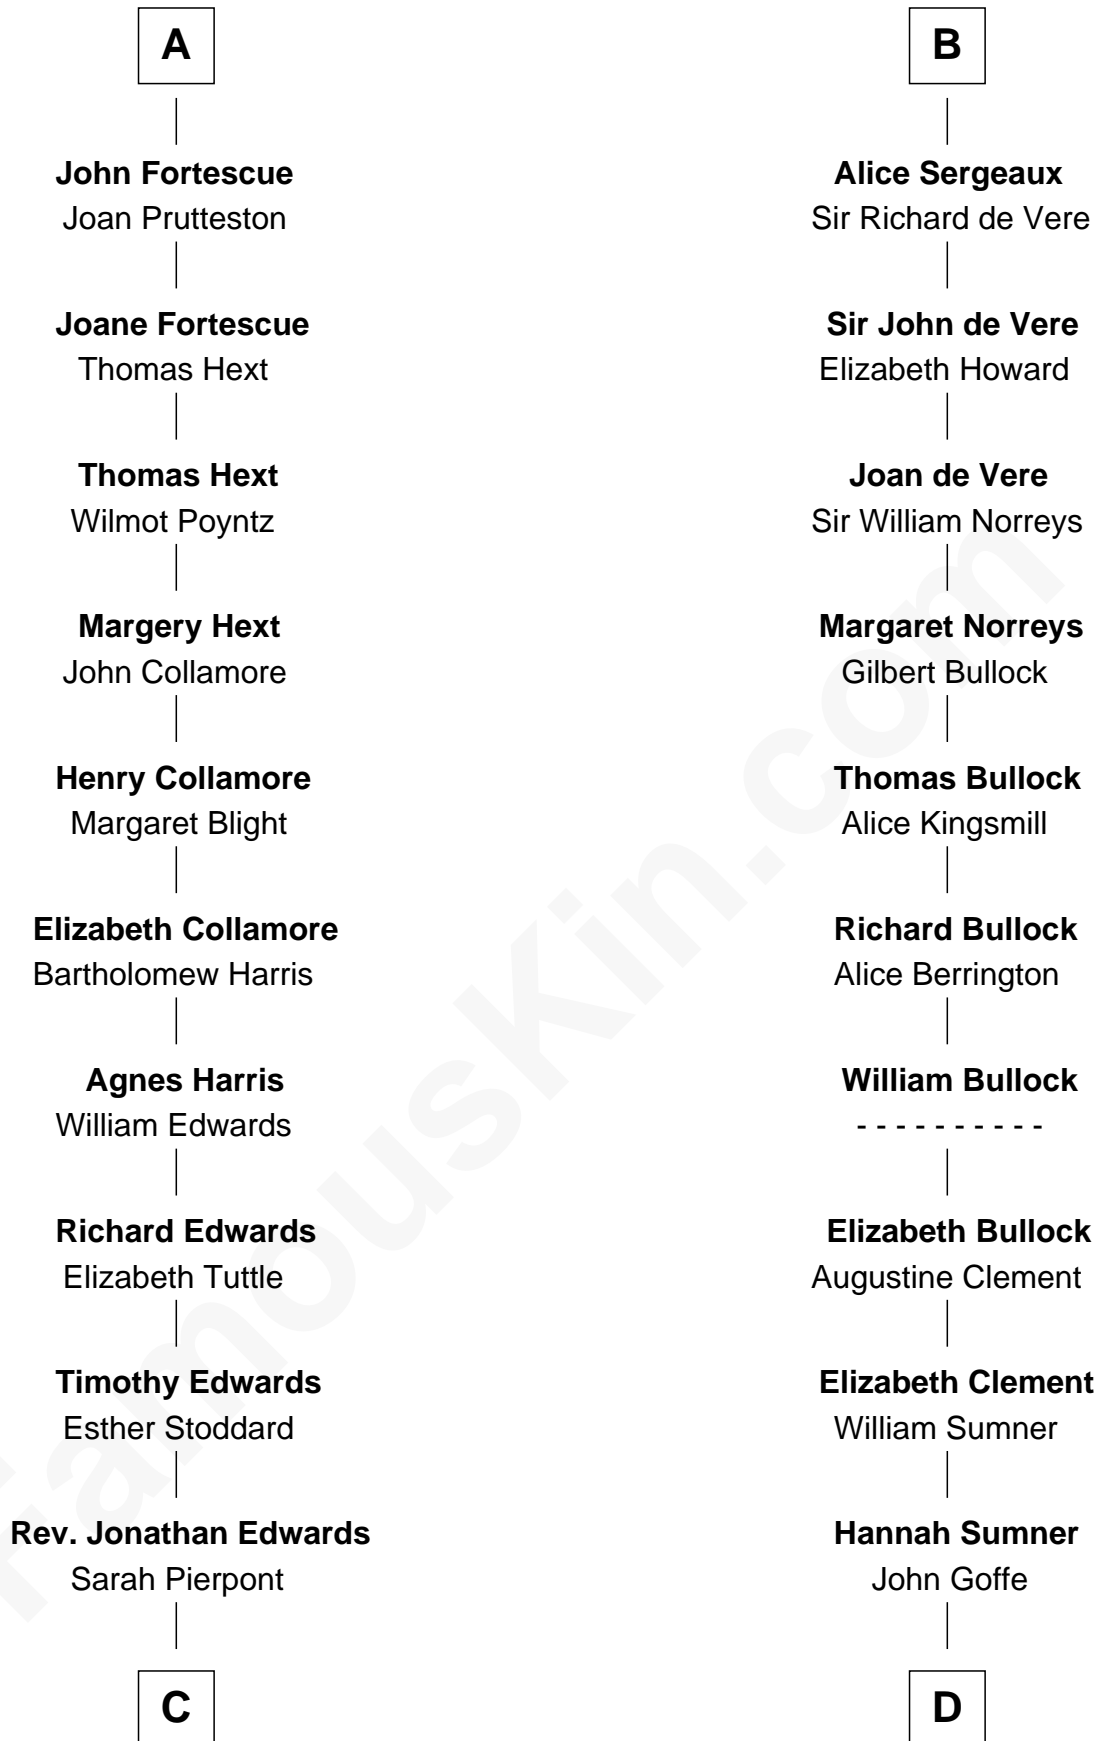 A
John Fortescue
Joan Prutteston
Joane Fortescue
Thomas Hext
Thomas Hext
Wilmot Poyntz
Margery Hext
John Collamore
Henry Collamore
Margaret Blight
Elizabeth Collamore
Bartholomew Harris
Agnes Harris
William Edwards
Richard Edwards
Elizabeth Tuttle
Timothy Edwards
Esther Stoddard
Rev. Jonathan Edwards
Sarah Pierpont
C
B
Alice Sergeaux
Sir Richard de Vere
Sir John de Vere
Elizabeth Howard
Joan de Vere
Sir William Norreys
Margaret Norreys
Gilbert Bullock
Thomas Bullock
Alice Kingsmill
Richard Bullock
Alice Berrington
William Bullock
- - - - - - - - - -
Elizabeth Bullock
Augustine Clement
Elizabeth Clement
William Sumner
Hannah Sumner
John Goffe
D
FamousKin.com